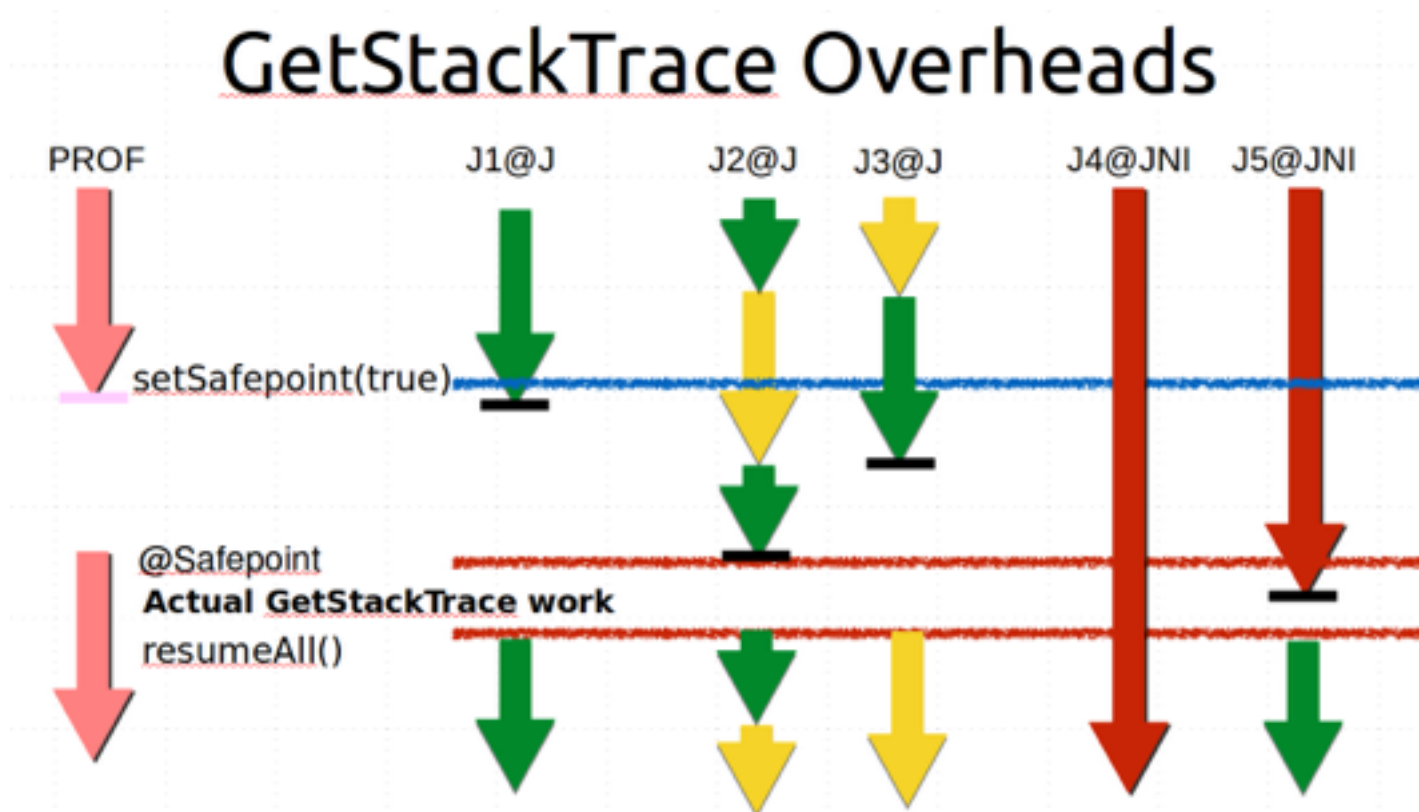 GetStackTrace Overheads
PROF J1@J J2@J J3@J J4@JNI J5@JNI
setSafepoint(true)
@Safepoint
Actual GetStackTrace work
resumeAll()